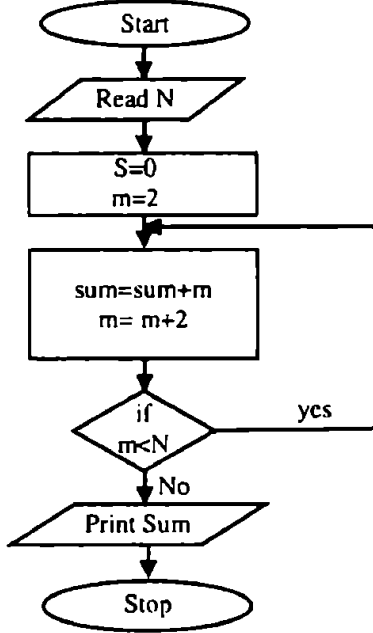 Start
Read N
S=0
m=2
sum=sum+m
m= m+2
if
m<N
yes
No
Print Sum
Stop